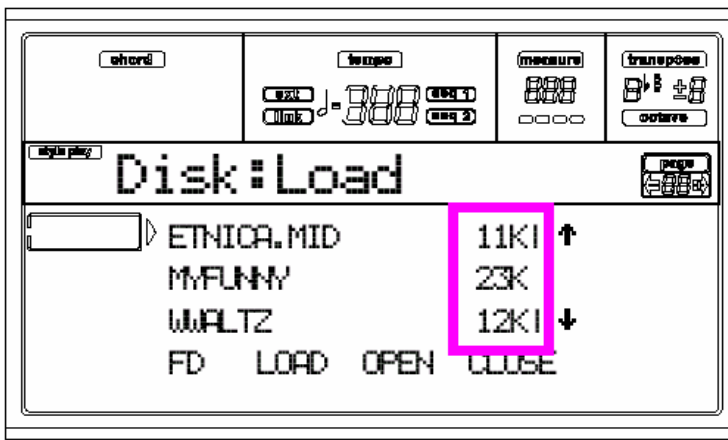 chord tempo measure transpose
ext seq 1
link seq 2 octave
style play Disk:Load page
ETNICA.MID 11K
MYFUNNY 23K
WWALTZ 12K
FD LOAD OPEN CLOSE